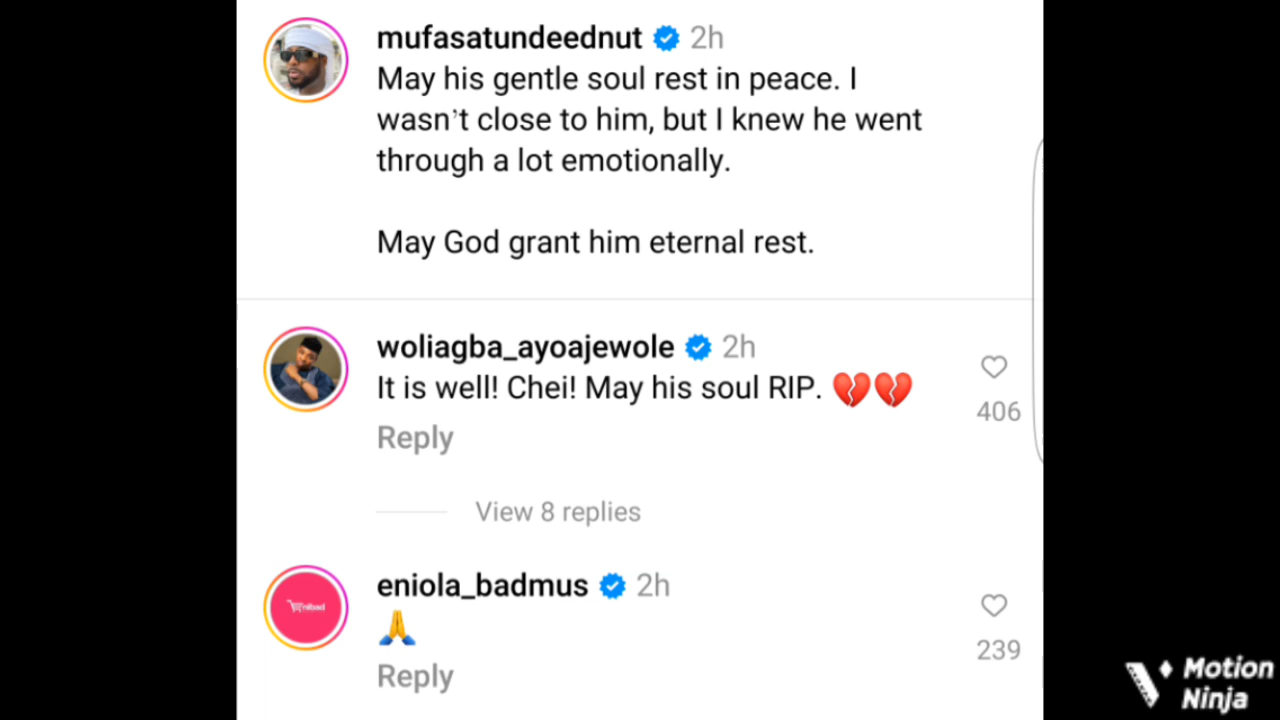 mufasatundeednut 2h
May his gentle soul rest in peace. I
wasn't close to him, but I knew he went
through a lot emotionally.
May God grant him eternal rest.
woliagba_ayoajewole 2h
It is well! Chei! May his soul RIP. 💔💔
406
Reply
View 8 replies
eniola_badmus 2h
🙏
239
Reply
Motion
Ninja